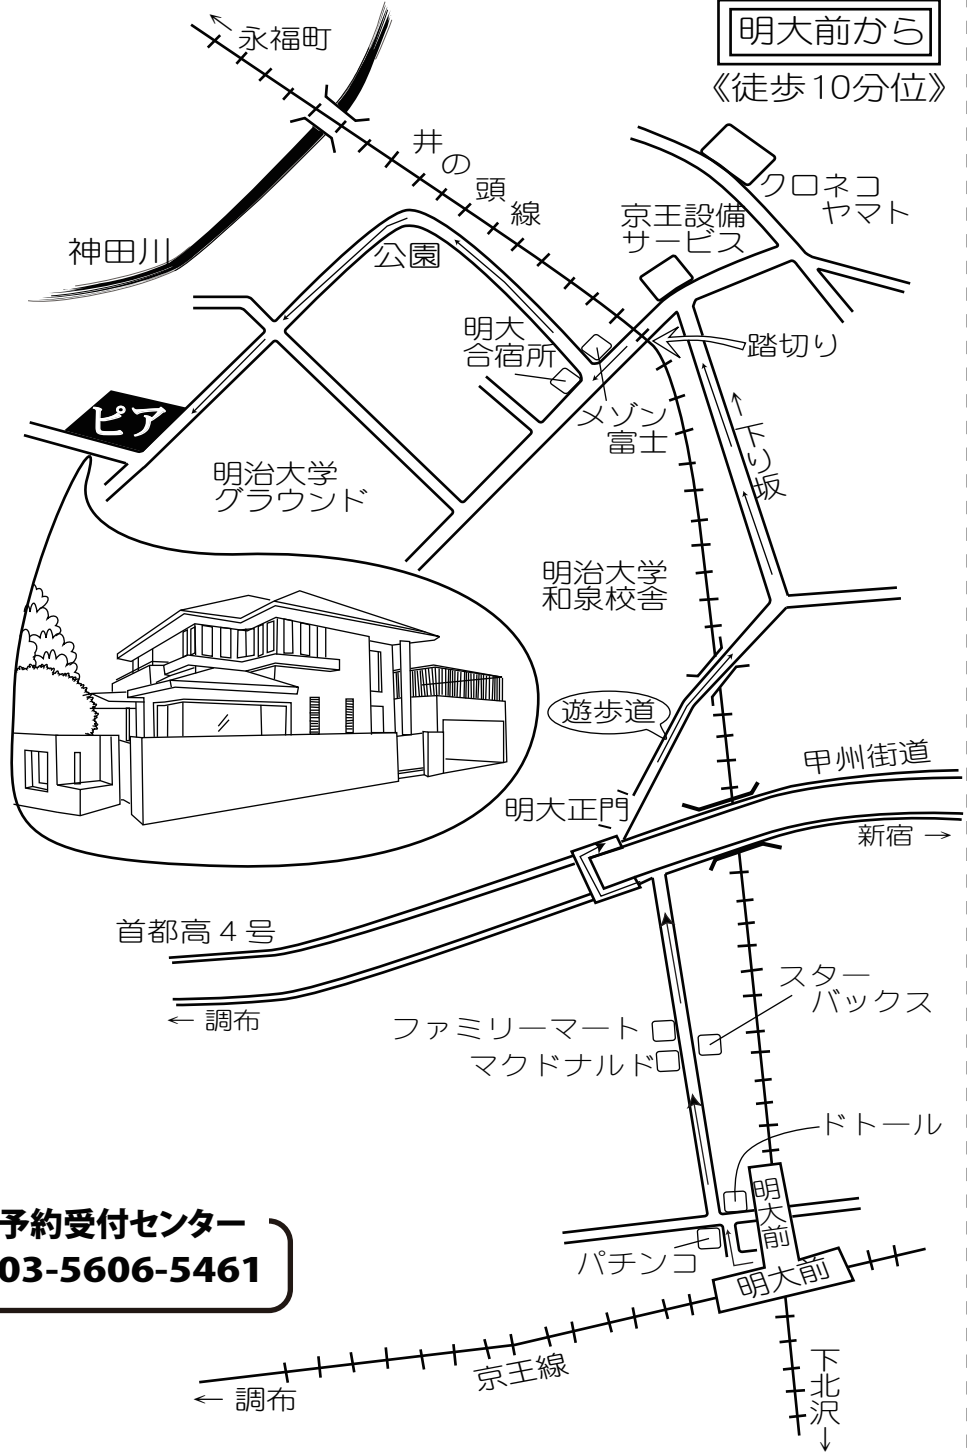 明大前から
《徒歩10分位》
永福町
井の頭線
クロネコ
ヤマト
京王設備
サービス
神田川
公園
明大
合宿所
踏切り
メゾン
富士
ピア
下り坂
明治大学
グラウンド
明治大学
和泉校舎
遊歩道
甲州街道
明大正門
新宿 →
首都高4号
← 調布
スター
バックス
ファミリーマート
マクドナルド
ドトール
明大前
予約受付センター
03-5606-5461
パチンコ
明大前
京王線
← 調布
下北沢
↓